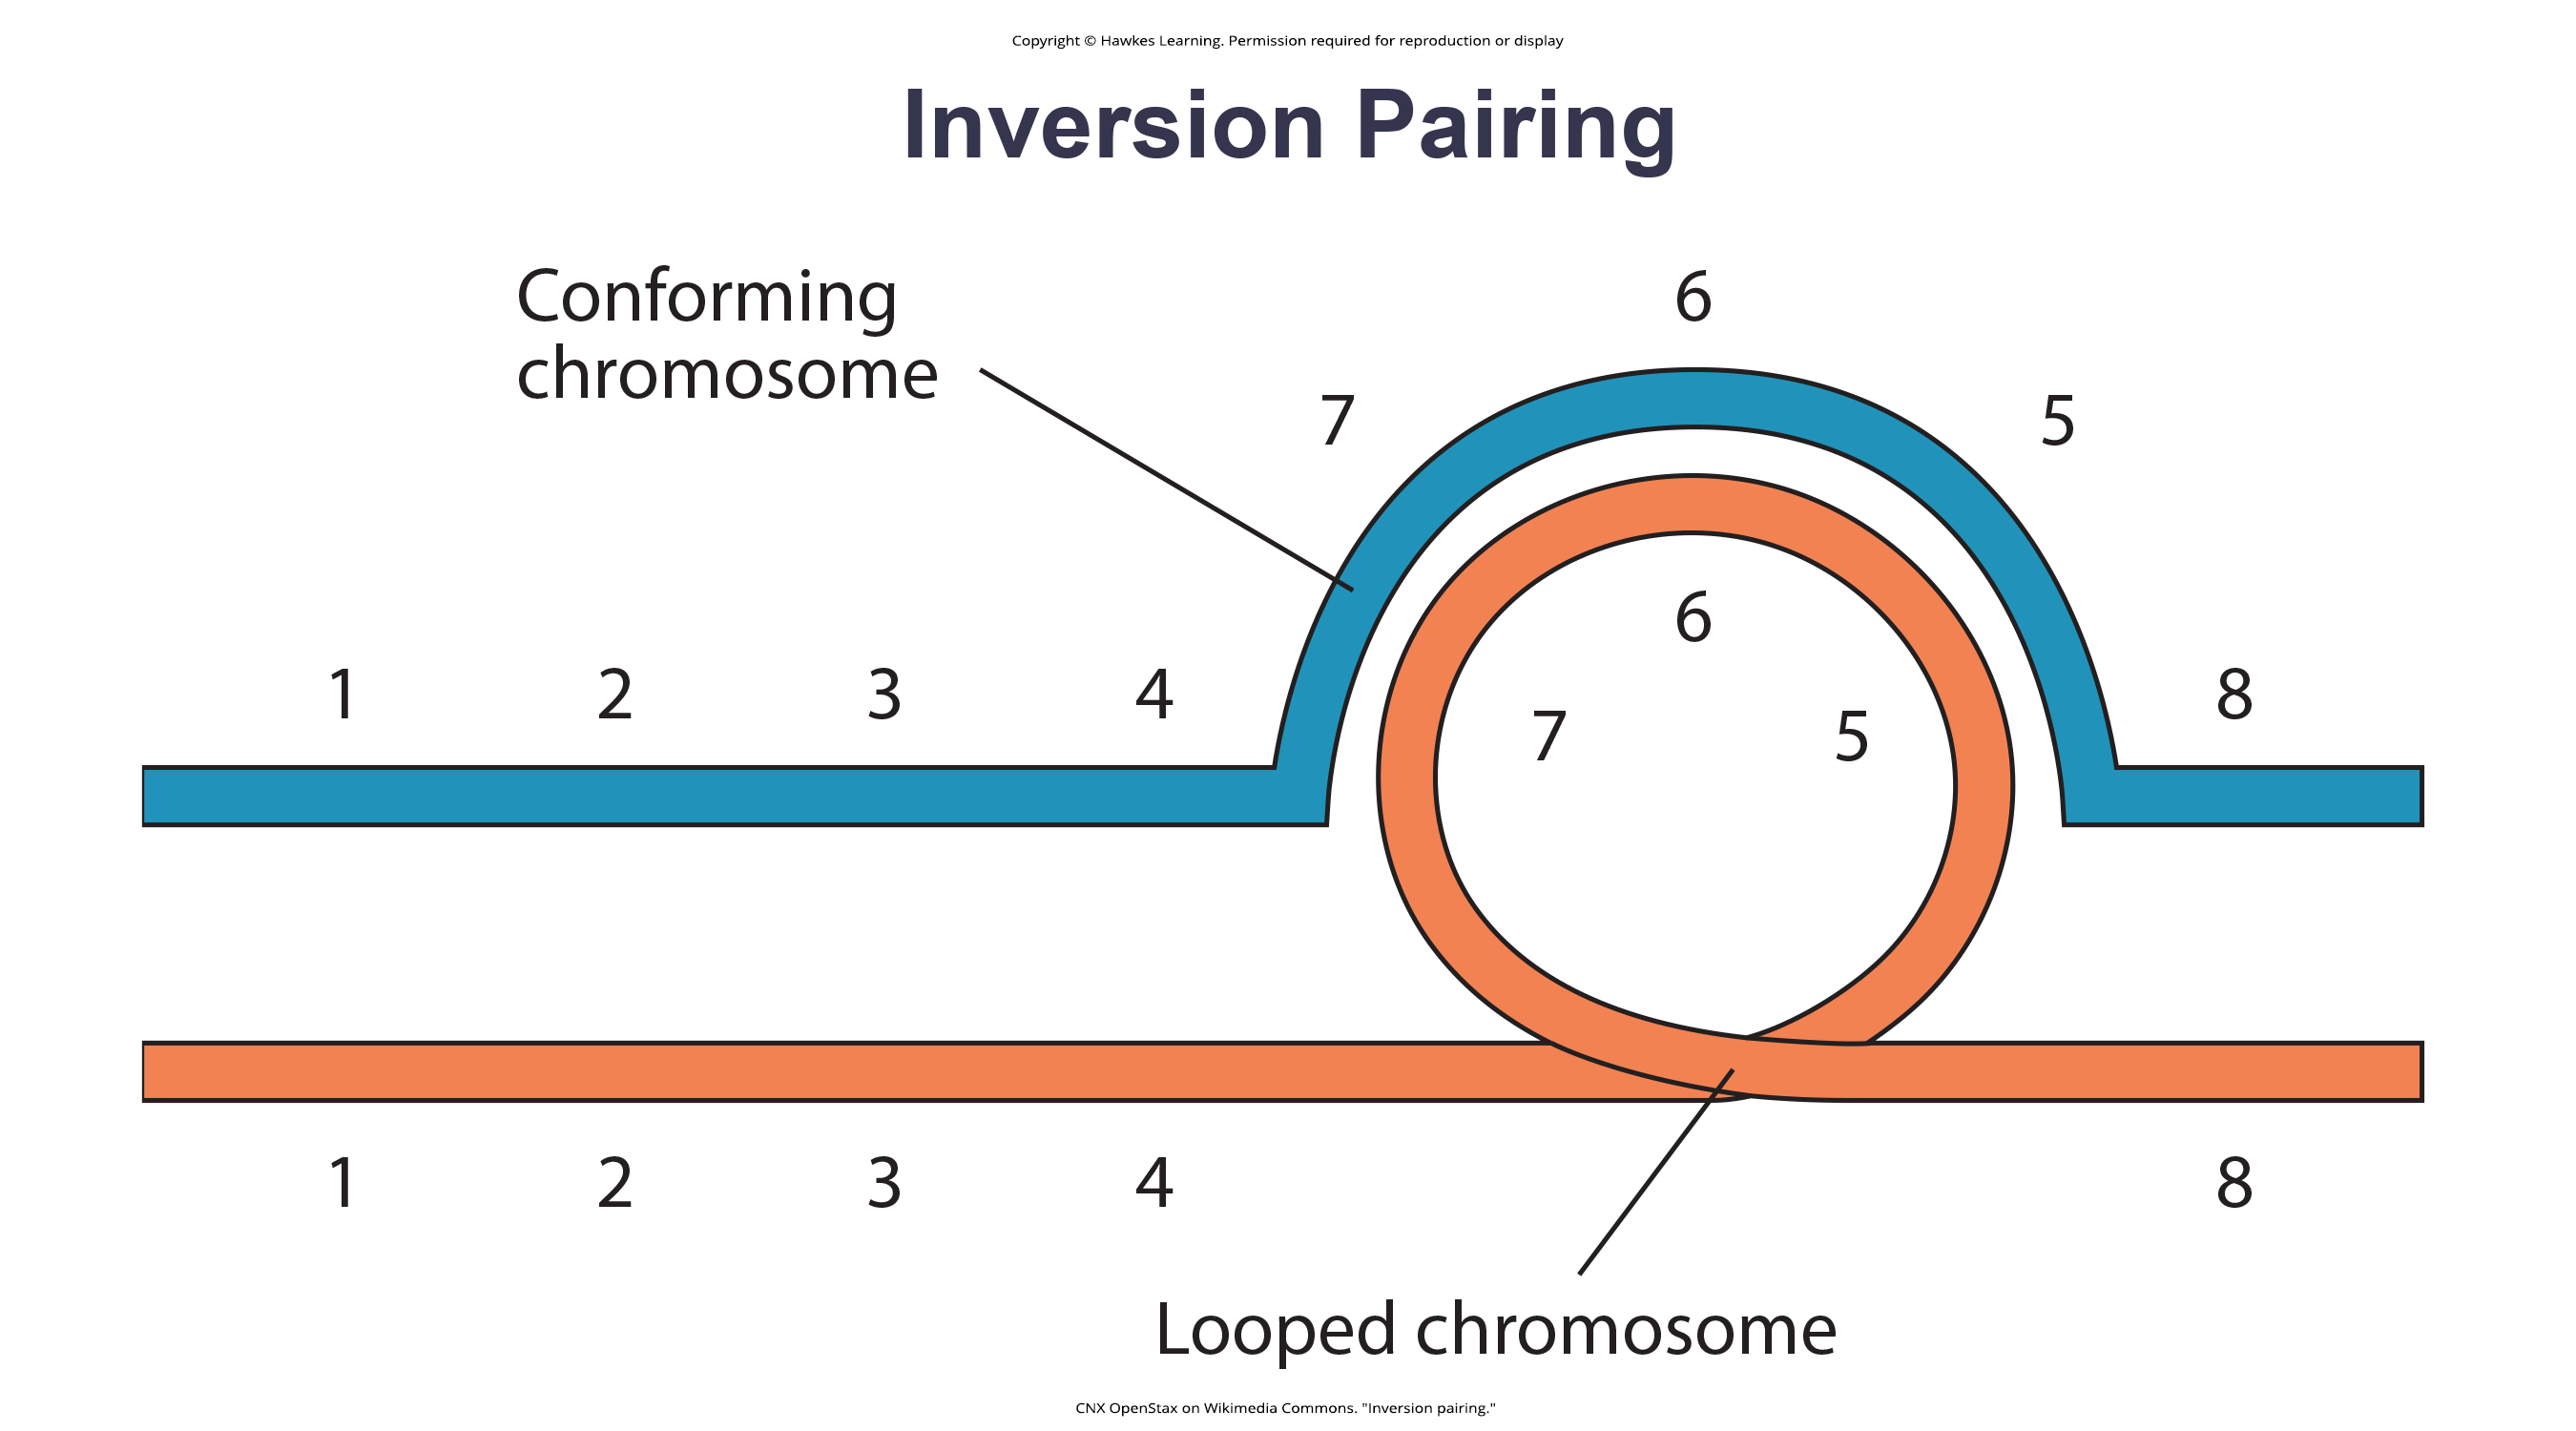 Copyright © Hawkes Learning. Permission required for reproduction or display
Inversion Pairing
Conforming
chromosome
6
7
5
6
7
5
1 2 3 4
8
1 2 3 4
8
Looped chromosome
CNX OpenStax on Wikimedia Commons. "Inversion pairing."